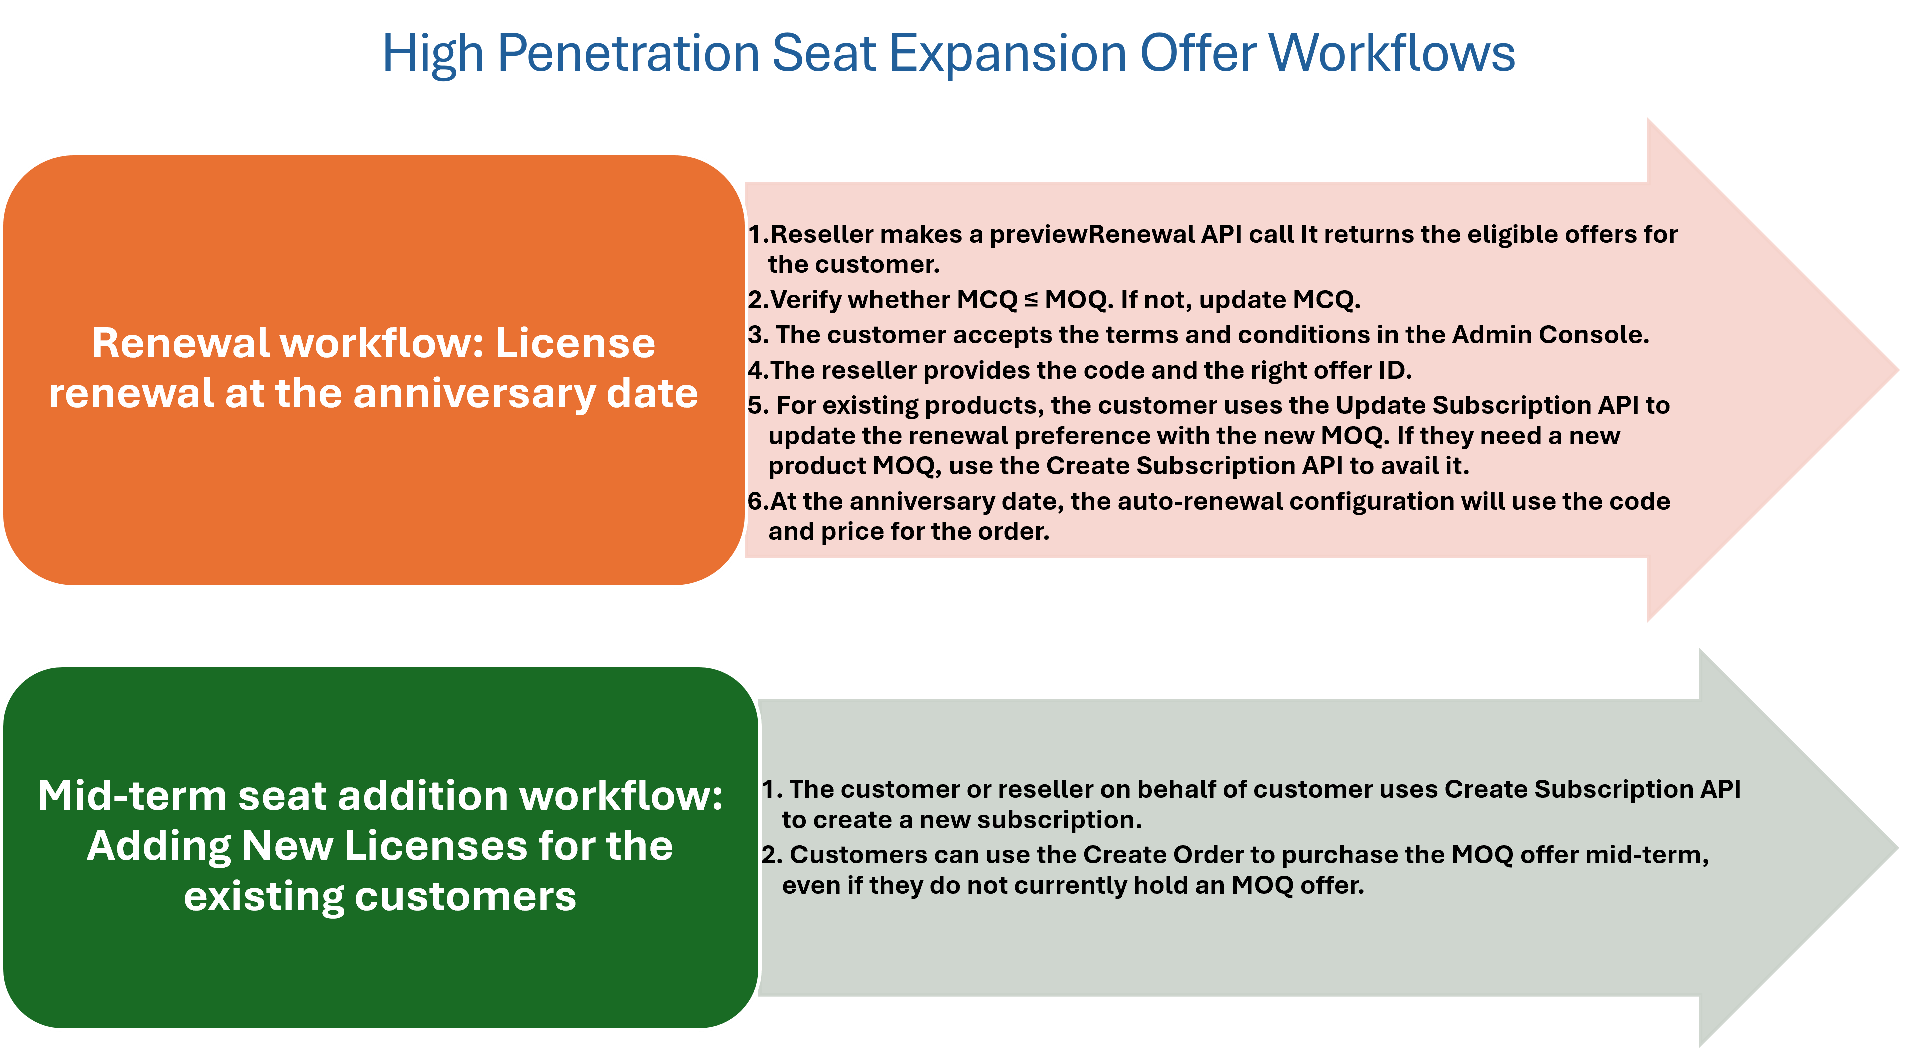 High Penetration Seat Expansion Offer Workflows
Renewal workflow: License
renewal at the anniversary date
1.Reseller makes a previewRenewal API call It returns the eligible offers for
the customer.
2.Verify whether MCQ ≤ MOQ. If not, update MCQ.
3. The customer accepts the terms and conditions in the Admin Console.
4.The reseller provides the code and the right offer ID.
5. For existing products, the customer uses the Update Subscription API to
update the renewal preference with the new MOQ. If they need a new
product MOQ, use the Create Subscription API to avail it.
6.At the anniversary date, the auto-renewal configuration will use the code
and price for the order.
Mid-term seat addition workflow:
Adding New Licenses for the
existing customers
1. The customer or reseller on behalf of customer uses Create Subscription API
to create a new subscription.
2. Customers can use the Create Order to purchase the MOQ offer mid-term,
even if they do not currently hold an MOQ offer.